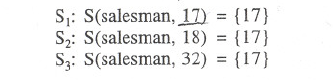 S₁: S(salesman, 17) = {17}
S₂: S(salesman, 18) = {17}
S₃: S(salesman, 32) = {17}